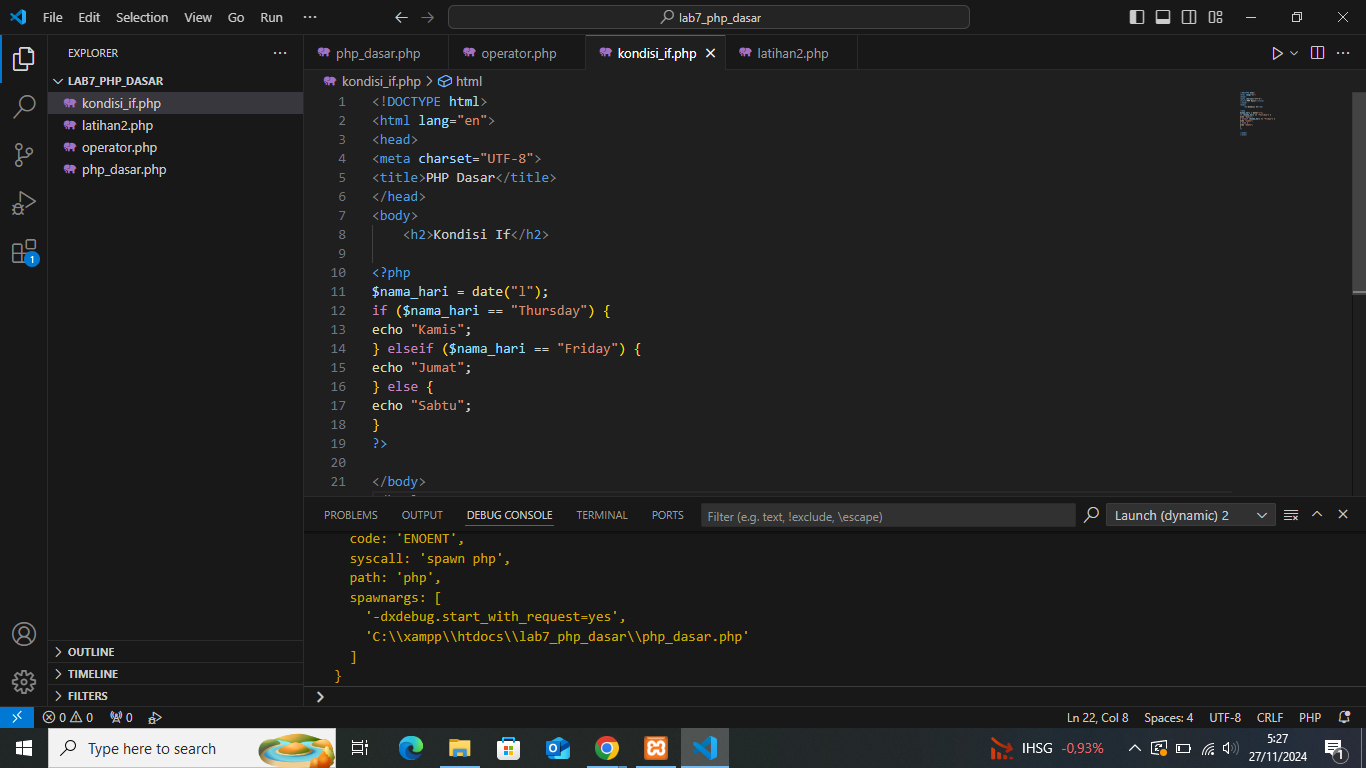 File Edit Selection View Go Run ··· lab7_php_dasar
EXPLORER ···
LAB7_PHP_DASAR
kondisi_if.php
latihan2.php
operator.php
php_dasar.php
OUTLINE
TIMELINE
FILTERS
php_dasar.php operator.php kondisi_if.php latihan2.php
kondisi_if.php > html
1 <!DOCTYPE html>
2 <html lang="en">
3 <head>
4 <meta charset="UTF-8">
5 <title>PHP Dasar</title>
6 </head>
7 <body>
8 <h2>Kondisi If</h2>
9
10 <?php
11 $nama_hari = date("l");
12 if ($nama_hari == "Thursday") {
13 echo "Kamis";
14 } elseif ($nama_hari == "Friday") {
15 echo "Jumat";
16 } else {
17 echo "Sabtu";
18 }
19 ?>
20
21 </body>
PROBLEMS OUTPUT DEBUG CONSOLE TERMINAL PORTS Filter (e.g. text, !exclude, \escape) Launch (dynamic) 2
code: 'ENOENT',
syscall: 'spawn php',
path: 'php',
spawnargs: [
'-dxdebug.start_with_request=yes',
'C:\\xampp\\htdocs\\lab7_php_dasar\\php_dasar.php'
]
}
>
0 0 0 Ln 22, Col 8 Spaces: 4 UTF-8 CRLF PHP
Type here to search IHSG -0,93% 5:27
27/11/2024
1
1